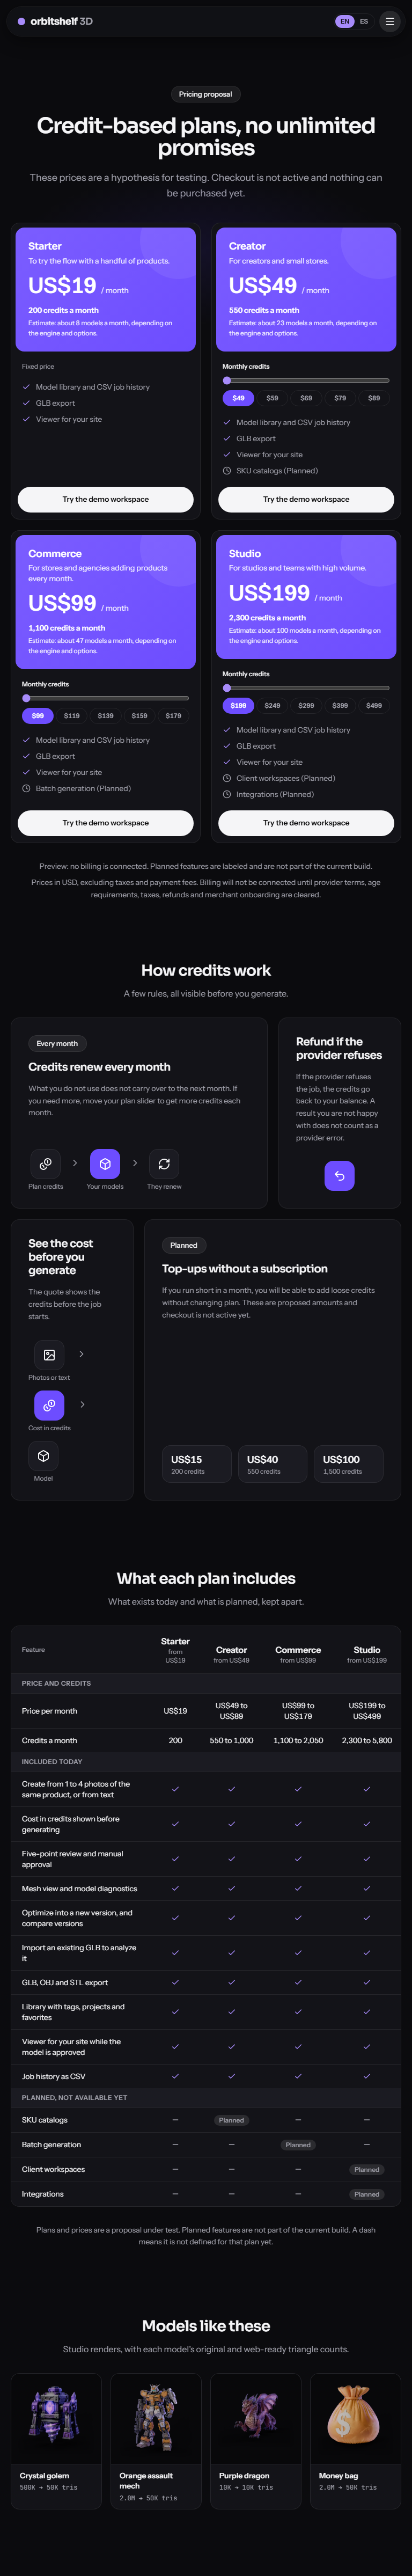 orbitshelf 3D
EN ES
Pricing proposal
Credit-based plans, no unlimited
promises
These prices are a hypothesis for testing. Checkout is not active and nothing can
be purchased yet.
Starter
To try the flow with a handful of products.
US$19 / month
200 credits a month
Estimate: about 8 models a month, depending on
the engine and options.
Fixed price
Model library and CSV job history
GLB export
Viewer for your site
Try the demo workspace
Creator
For creators and small stores.
US$49 / month
550 credits a month
Estimate: about 23 models a month, depending on
the engine and options.
Monthly credits
$49 $59 $69 $79 $89
Model library and CSV job history
GLB export
Viewer for your site
SKU catalogs (Planned)
Try the demo workspace
Commerce
For stores and agencies adding products
every month.
US$99 / month
1,100 credits a month
Estimate: about 47 models a month, depending on
the engine and options.
Monthly credits
$99 $119 $139 $159 $179
Model library and CSV job history
GLB export
Viewer for your site
Batch generation (Planned)
Try the demo workspace
Studio
For studios and teams with high volume.
US$199 / month
2,300 credits a month
Estimate: about 100 models a month, depending on
the engine and options.
Monthly credits
$199 $249 $299 $399 $499
Model library and CSV job history
GLB export
Viewer for your site
Client workspaces (Planned)
Integrations (Planned)
Try the demo workspace
Preview: no billing is connected. Planned features are labeled and are not part of the current build.
Prices in USD, excluding taxes and payment fees. Billing will not be connected until provider terms, age
requirements, taxes, refunds and merchant onboarding are cleared.
How credits work
A few rules, all visible before you generate.
Every month
Credits renew every month
What you do not use does not carry over to the next month. If
you need more, move your plan slider to get more credits each
month.
Plan credits
Your models
They renew
Refund if the
provider refuses
If the provider refuses
the job, the credits go
back to your balance. A
result you are not happy
with does not count as a
provider error.
See the cost
before you
generate
The quote shows the
credits before the job
starts.
Photos or text
Cost in credits
Model
Planned
Top-ups without a subscription
If you run short in a month, you will be able to add loose credits
without changing plan. These are proposed amounts and
checkout is not active yet.
US$15
200 credits
US$40
550 credits
US$100
1,500 credits
What each plan includes
What exists today and what is planned, kept apart.
Feature
Starter
from
US$19
Creator
from US$49
Commerce
from US$99
Studio
from US$199
PRICE AND CREDITS
Price per month
US$19
US$49 to
US$89
US$99 to
US$179
US$199 to
US$499
Credits a month 200 550 to 1,000 1,100 to 2,050 2,300 to 5,800
INCLUDED TODAY
Create from 1 to 4 photos of the
same product, or from text
Cost in credits shown before
generating
Five-point review and manual
approval
Mesh view and model diagnostics
Optimize into a new version, and
compare versions
Import an existing GLB to analyze
it
GLB, OBJ and STL export
Library with tags, projects and
favorites
Viewer for your site while the
model is approved
Job history as CSV
PLANNED, NOT AVAILABLE YET
SKU catalogs — Planned — —
Batch generation — — Planned —
Client workspaces — — — Planned
Integrations — — — Planned
Plans and prices are a proposal under test. Planned features are not part of the current build. A dash
means it is not defined for that plan yet.
Models like these
Studio renders, with each model's original and web-ready triangle counts.
Crystal golem
500K → 50K tris
Orange assault
mech
2.0M → 50K tris
Purple dragon
18K → 18K tris
$
Money bag
2.0M → 50K tris